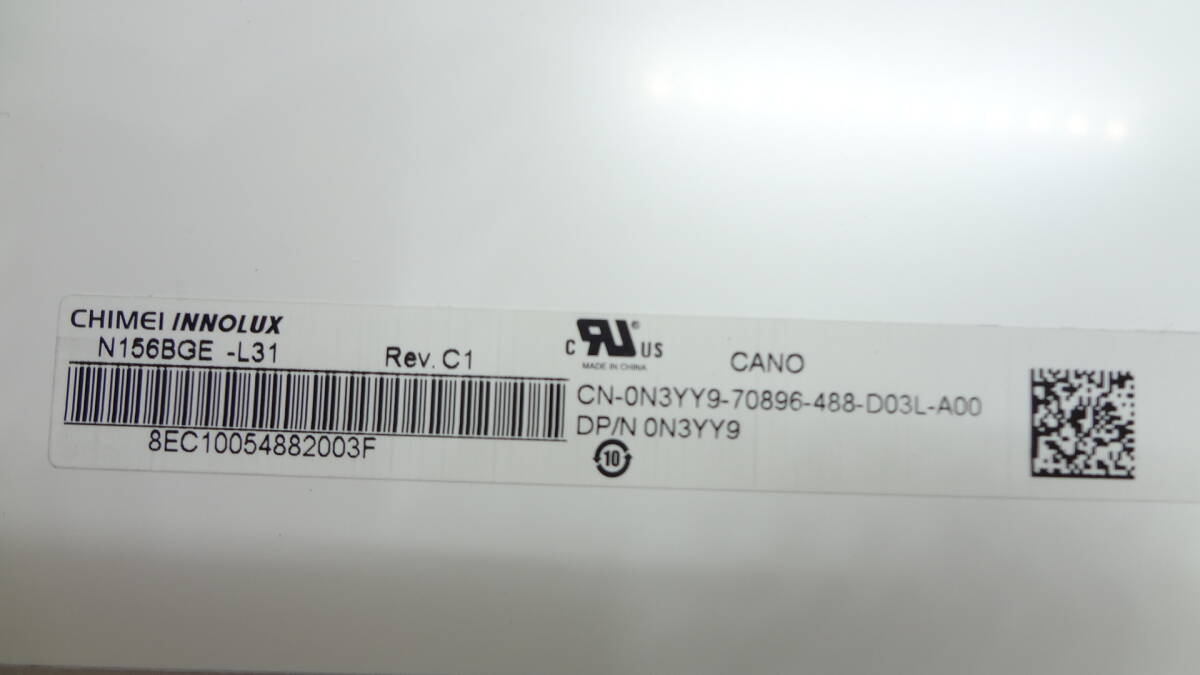 CHIMEI INNOLUX
N156BGE -L31
Rev. C1
8EC10054882003F
C RU® US
MADE IN CHINA
CANO
CN-0N3YY9-70896-488-D03L-A00
DP/N 0N3YY9
10